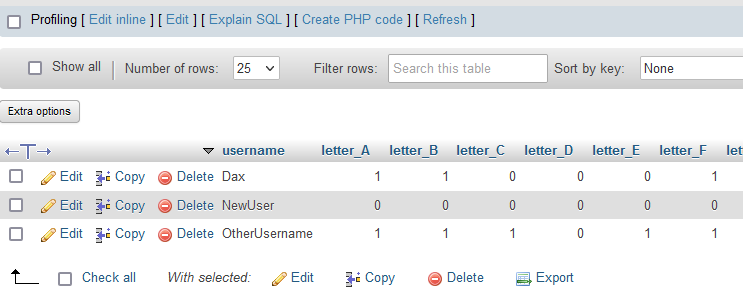 Profiling [ Edit inline ] [ Edit ] [ Explain SQL ] [ Create PHP code ] [ Refresh ]
Show all Number of rows: 25 Filter rows: Search this table Sort by key: None
Extra options
username letter_A letter_B letter_C letter_D letter_E letter_F
Edit Copy Delete Dax 1 1 0 0 0 1
Edit Copy Delete NewUser 0 0 0 0 0 0
Edit Copy Delete OtherUsername 1 1 1 0 1 1
Check all With selected: Edit Copy Delete Export